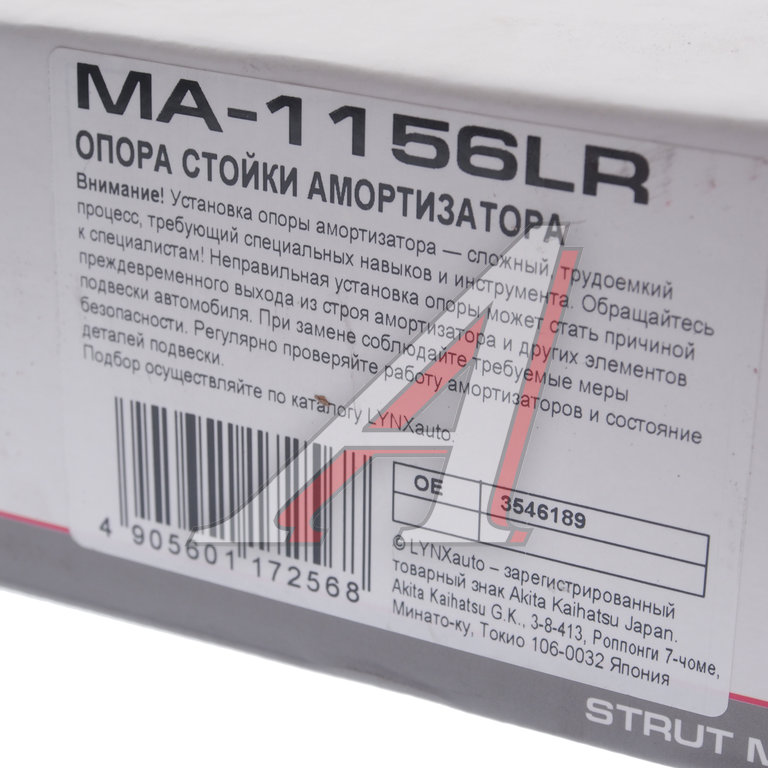 MA-1156LR
ОПОРА СТОЙКИ АМОРТИЗАТОРА
Внимание! Установка опоры амортизатора — сложный, трудоемкий
процесс, требующий специальных навыков и инструмента. Обращайтесь
к специалистам! Неправильная установка опоры может стать причиной
преждевременного выхода из строя амортизатора и других элементов
подвески автомобиля. При замене соблюдайте требуемые меры
безопасности. Регулярно проверяйте работу амортизаторов и состояние
деталей подвески.
Подбор осуществляйте по каталогу LYNXauto.
4 905601 172568
OE 3546189
© LYNXauto – зарегистрированный
товарный знак Akita Kaihatsu Japan.
Akita Kaihatsu G.K., 3-8-413, Роппонги 7-чоме,
Минато-ку, Токио 106-0032 Япония
STRUT M